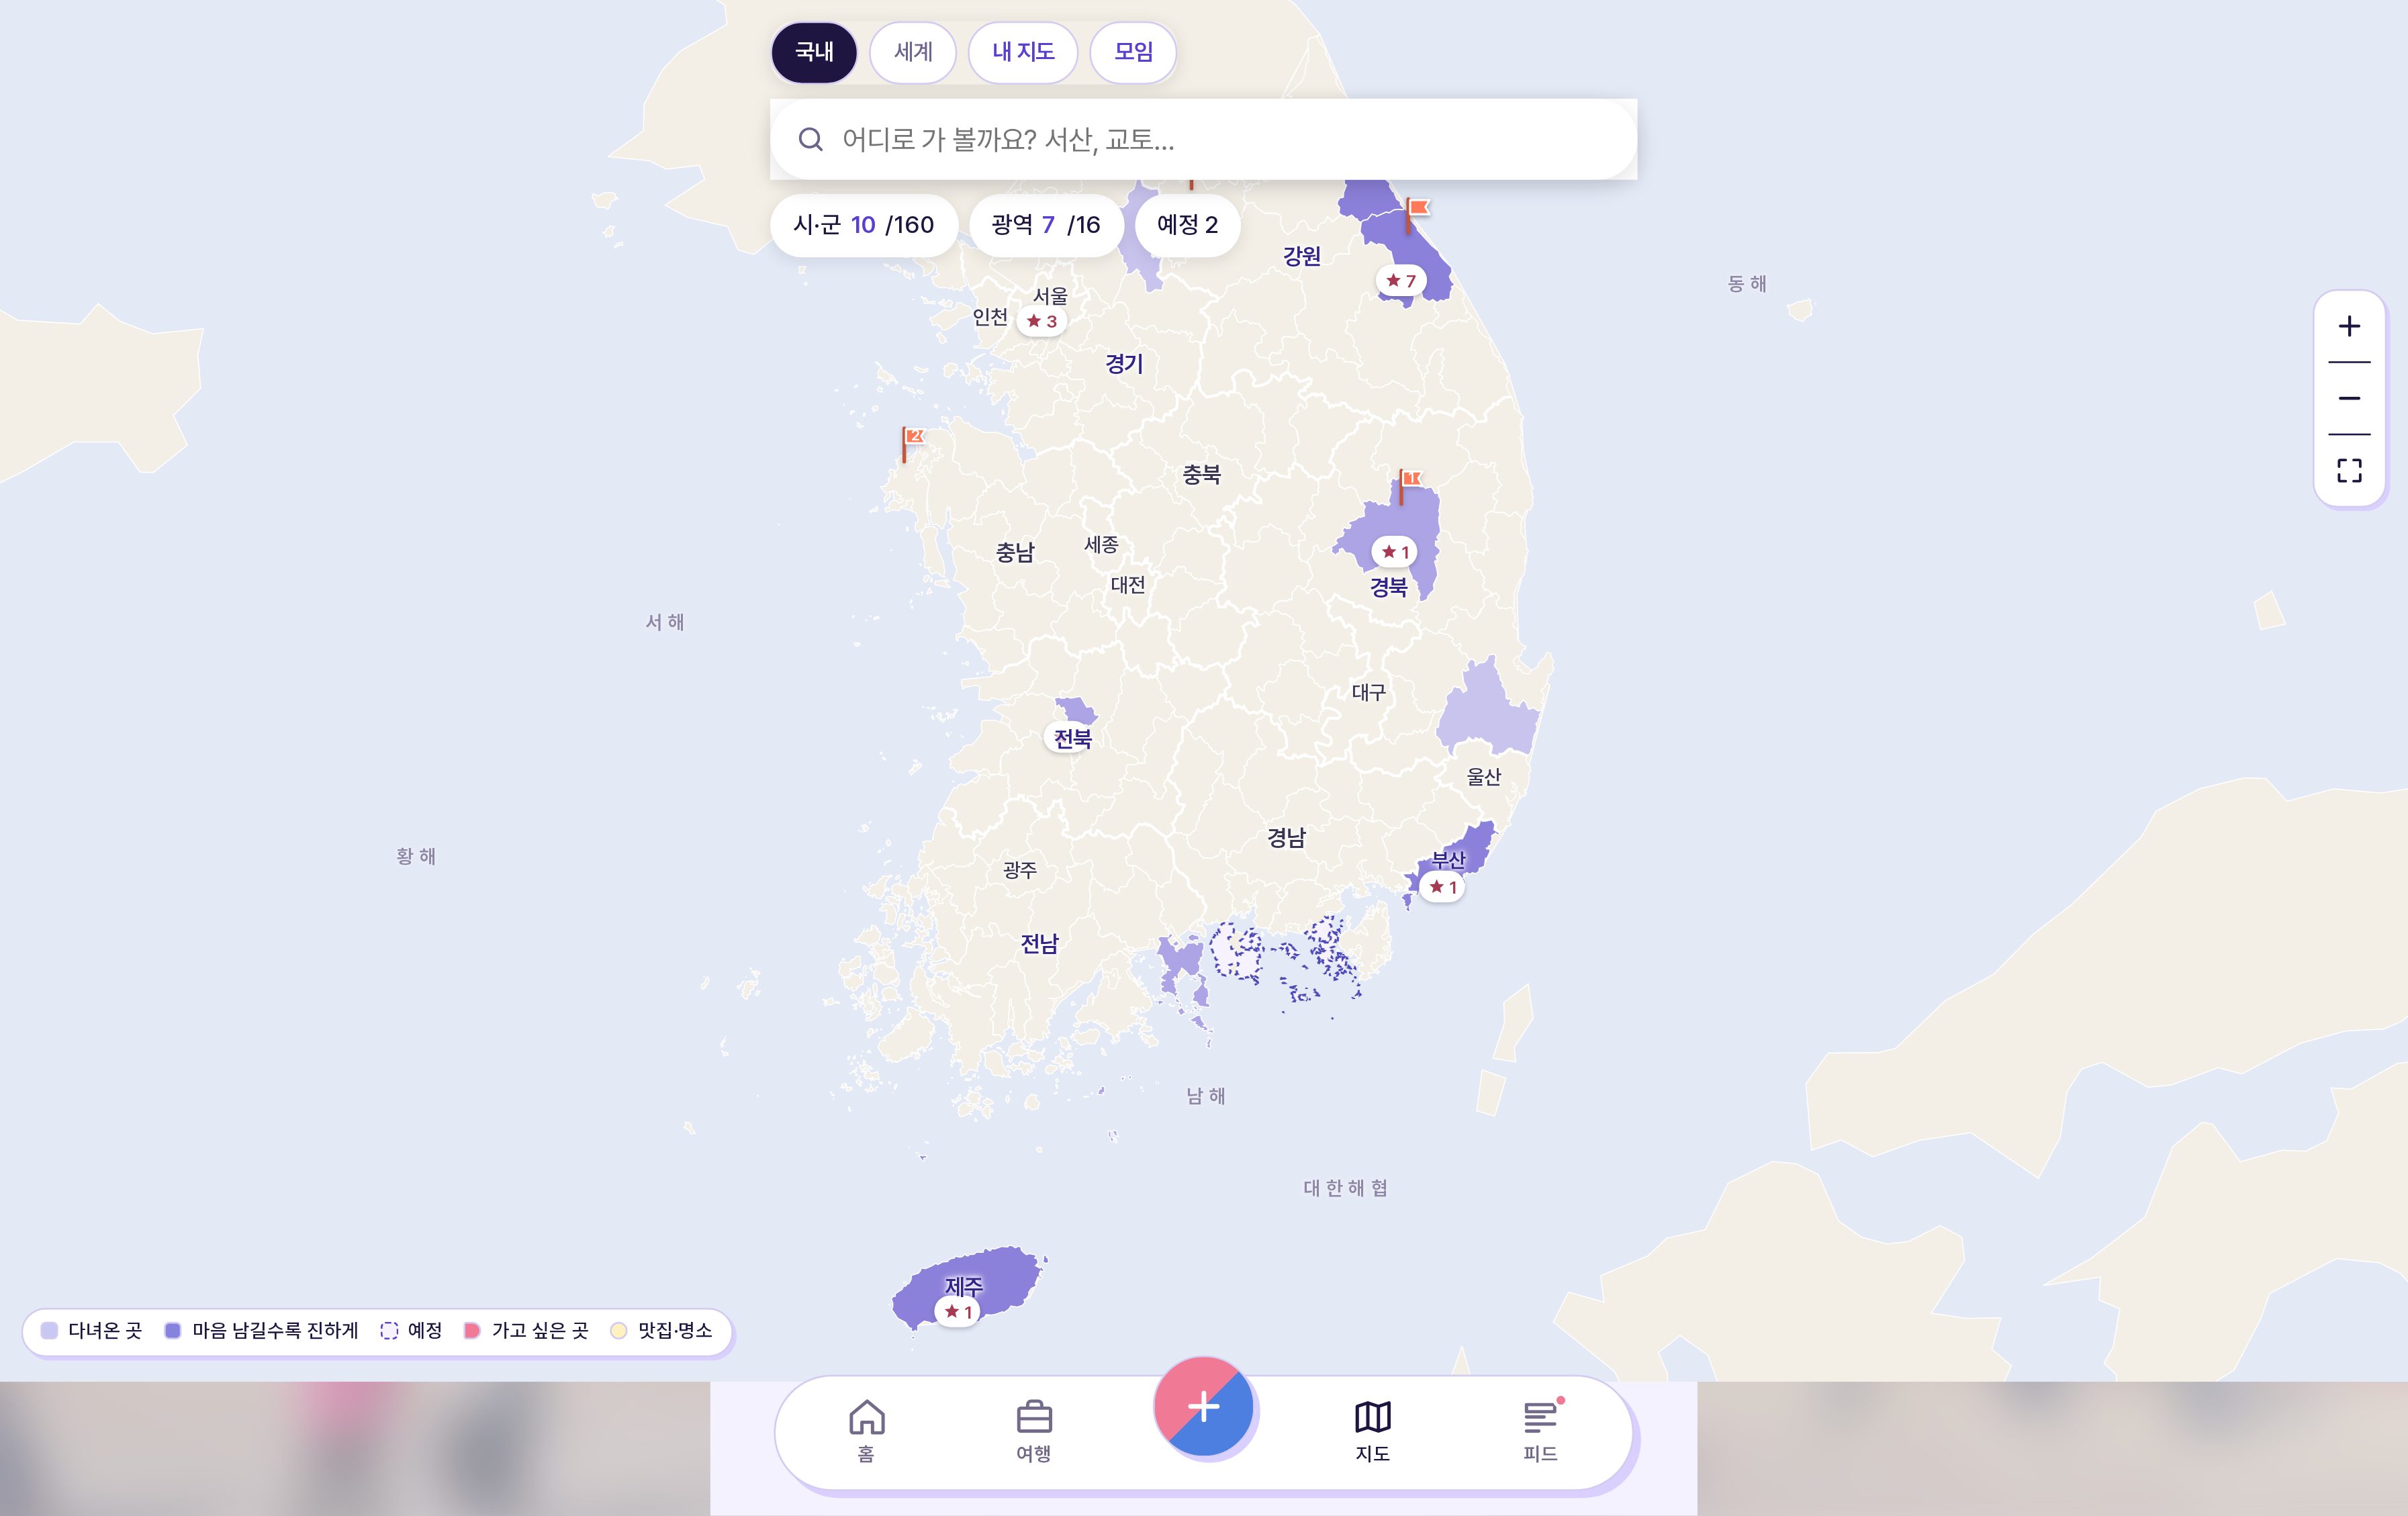 국내 세계 내 지도 모임
어디로 가 볼까요? 서산, 교토...
시·군 10 /160 광역 7 /16 예정 2
강원
동해
7
서울
인천
3
경기
2
충북
1
충남
세종
1
대전
경북
서해
대구
전북
울산
경남
황해
부산
광주
1
전남
남해
대한해협
제주
1
다녀온 곳 마음 남길수록 진하게 예정 가고 싶은 곳 맛집·명소
홈 여행 지도 피드